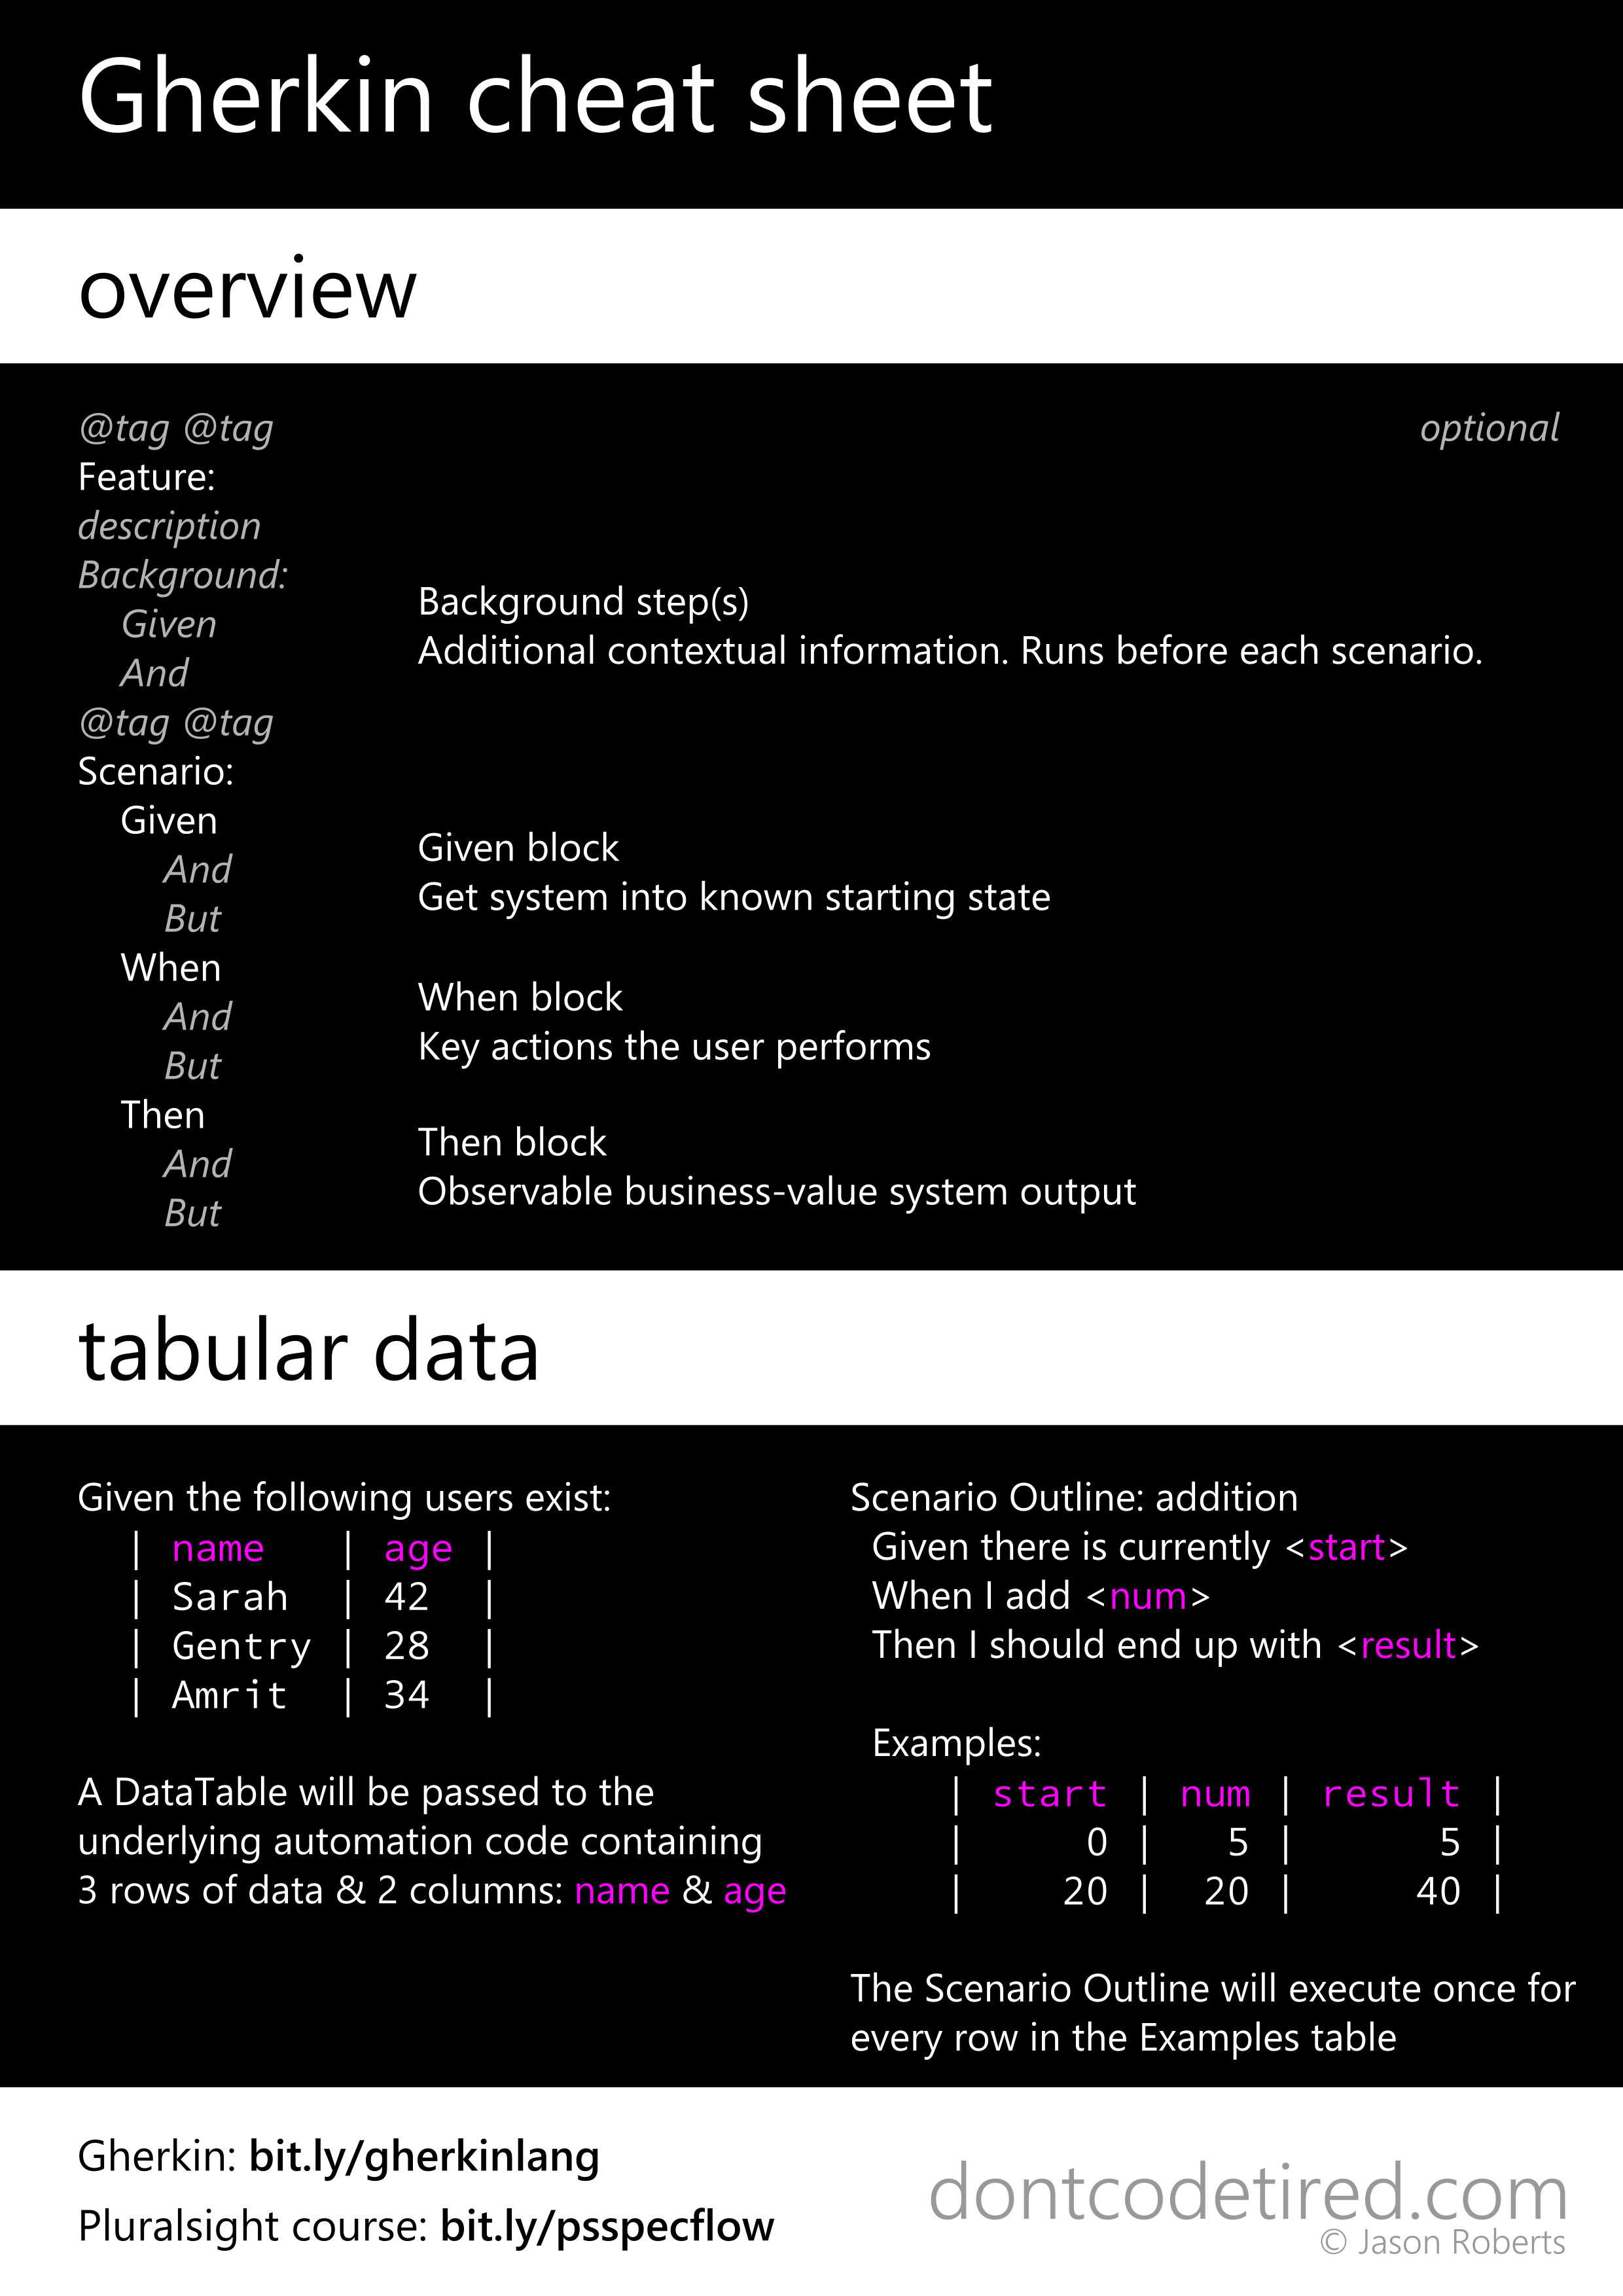 Gherkin cheat sheet
overview
@tag @tag
optional
Feature:
description
Background:
Given
And
Background step(s)
Additional contextual information. Runs before each scenario.
@tag @tag
Scenario:
Given
And
But
Given block
Get system into known starting state
When
And
But
When block
Key actions the user performs
Then
And
But
Then block
Observable business-value system output
tabular data
Given the following users exist:
| name | age |
| Sarah | 42 |
| Gentry | 28 |
| Amrit | 34 |
A DataTable will be passed to the
underlying automation code containing
3 rows of data & 2 columns: name & age
Scenario Outline: addition
Given there is currently <start>
When I add <num>
Then I should end up with <result>
Examples:
| start | num | result |
| 0 | 5 | 5 |
| 20 | 20 | 40 |
The Scenario Outline will execute once for
every row in the Examples table
Gherkin: bit.ly/gherkinlang
Pluralsight course: bit.ly/psspecflow
dontcodetired.com
© Jason Roberts